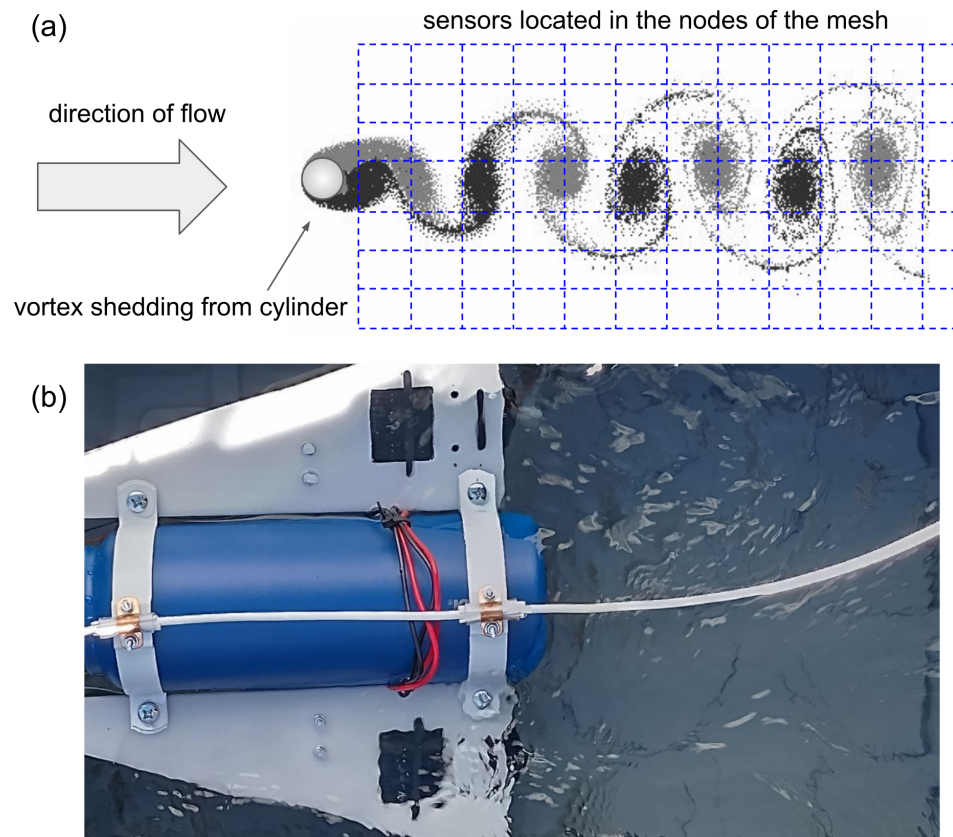 (a)
sensors located in the nodes of the mesh
direction of flow
vortex shedding from cylinder
(b)